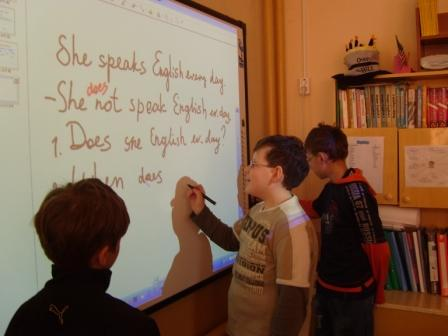 She speaks English every day.
does
-She not speak English ev. day.
1. Does she English ev. day?
When does